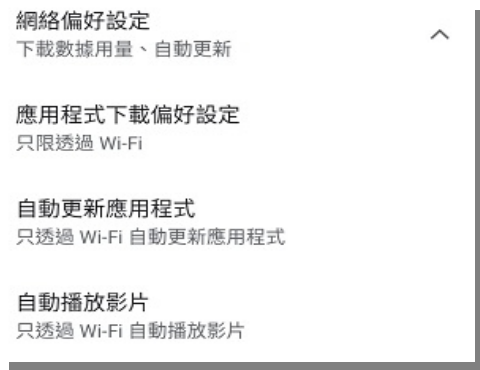 網絡偏好設定
下載數據用量、自動更新
應用程式下載偏好設定
只限透過 Wi-Fi
自動更新應用程式
只透過 Wi-Fi 自動更新應用程式
自動播放影片
只透過 Wi-Fi 自動播放影片